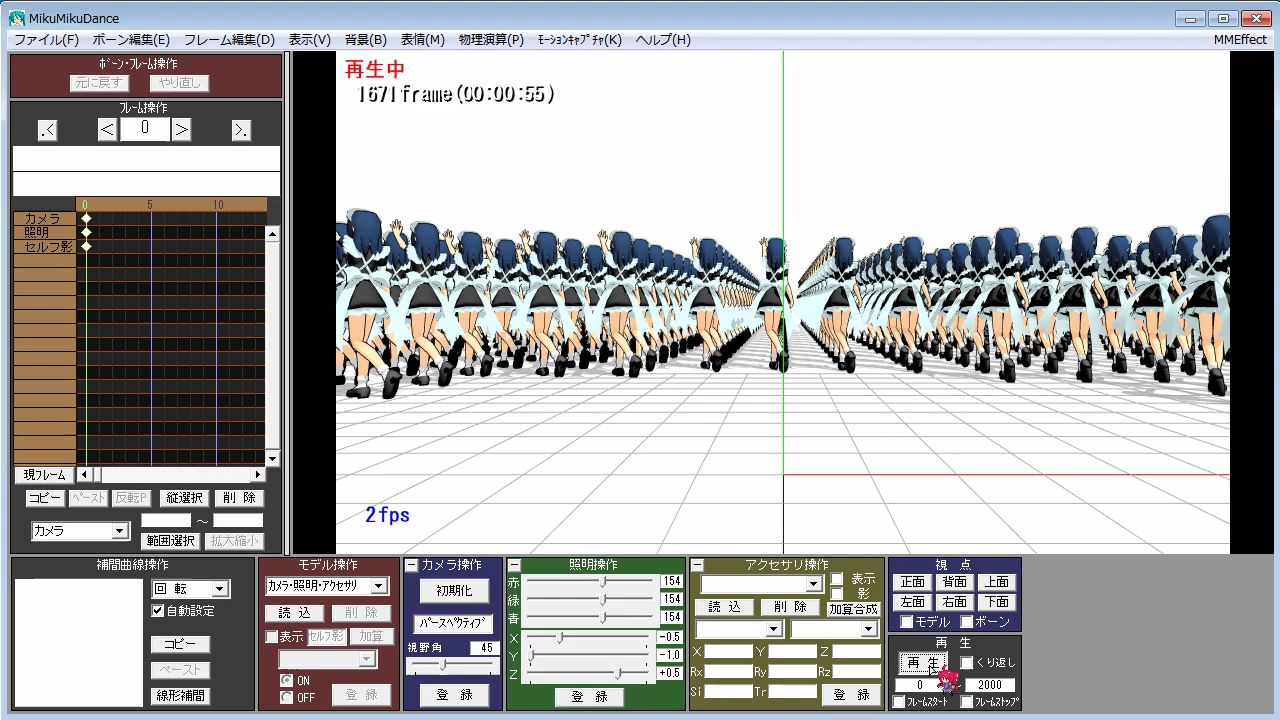 MikuMikuDance
ファイル(F) ボーン編集(E) フレーム編集(D) 表示(V) 背景(B) 表情(M) 物理演算(P) ﾓｰｼｮﾝｷｬﾌﾟﾁｬ(K) ヘルプ(H) MMEffect
ﾎﾞｰﾝ･ﾌﾚｰﾑ操作
元に戻す やり直し
ﾌﾚｰﾑ操作
.< < 0 > >.
0 5 10
カメラ
照明
セルフ影
現フレーム
コピー ﾍﾟｰｽﾄ 反転P 縦選択 削 除
カメラ ～
範囲選択 拡大縮小
再生中
1671frame(00:00:55)
2fps
補間曲線操作
回 転
自動設定
コピー
ペースト
線形補間
モデル操作
ｶﾒﾗ･照明･ｱｸｾｻﾘ
読 込 削 除
表示 ｾﾙﾌ影 加算
ON
OFF 登 録
カメラ操作
初期化
ﾊﾟｰｽﾍﾟｸﾃｨﾌﾞ
視野角 45
登 録
照明操作
赤 154
緑 154
青 154
X -0.5
Y -1.0
Z +0.5
登 録
アクセサリ操作
表示
影
読 込 削 除 加算合成
X Y Z
Rx Ry Rz
Si Tr 登 録
視 点
正面 背面 上面
左面 右面 下面
モデル ボーン
再 生
再 生 くり返し
0 2000
ﾌﾚｰﾑｽﾀｰﾄ ﾌﾚｰﾑｽﾄｯﾌﾟ